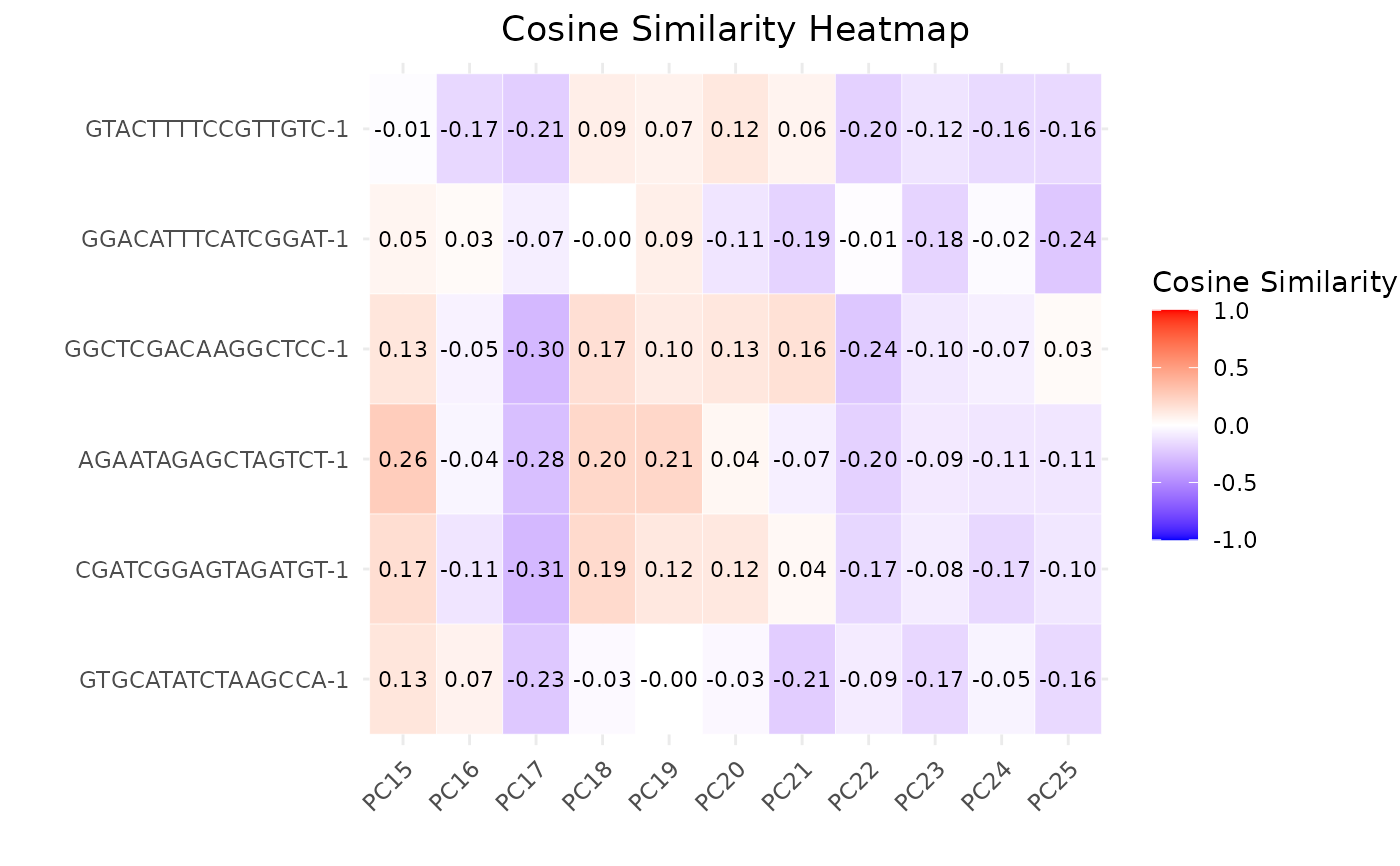 Cosine Similarity Heatmap
GTACTTTTCCGTTGTC-1 -0.01 -0.17 -0.21 0.09 0.07 0.12 0.06 -0.20 -0.12 -0.16 -0.16
GGACATTTCATCGGAT-1 0.05 0.03 -0.07 -0.00 0.09 -0.11 -0.19 -0.01 -0.18 -0.02 -0.24
GGCTCGACAAGGCTCC-1 0.13 -0.05 -0.30 0.17 0.10 0.13 0.16 -0.24 -0.10 -0.07 0.03
AGAATAGAGCTAGTCT-1 0.26 -0.04 -0.28 0.20 0.21 0.04 -0.07 -0.20 -0.09 -0.11 -0.11
CGATCGGAGTAGATGT-1 0.17 -0.11 -0.31 0.19 0.12 0.12 0.04 -0.17 -0.08 -0.17 -0.10
GTGCATATCTAAGCCA-1 0.13 0.07 -0.23 -0.03 -0.00 -0.03 -0.21 -0.09 -0.17 -0.05 -0.16
PC15 PC16 PC17 PC18 PC19 PC20 PC21 PC22 PC23 PC24 PC25
Cosine Similarity
1.0
0.5
0.0
-0.5
-1.0